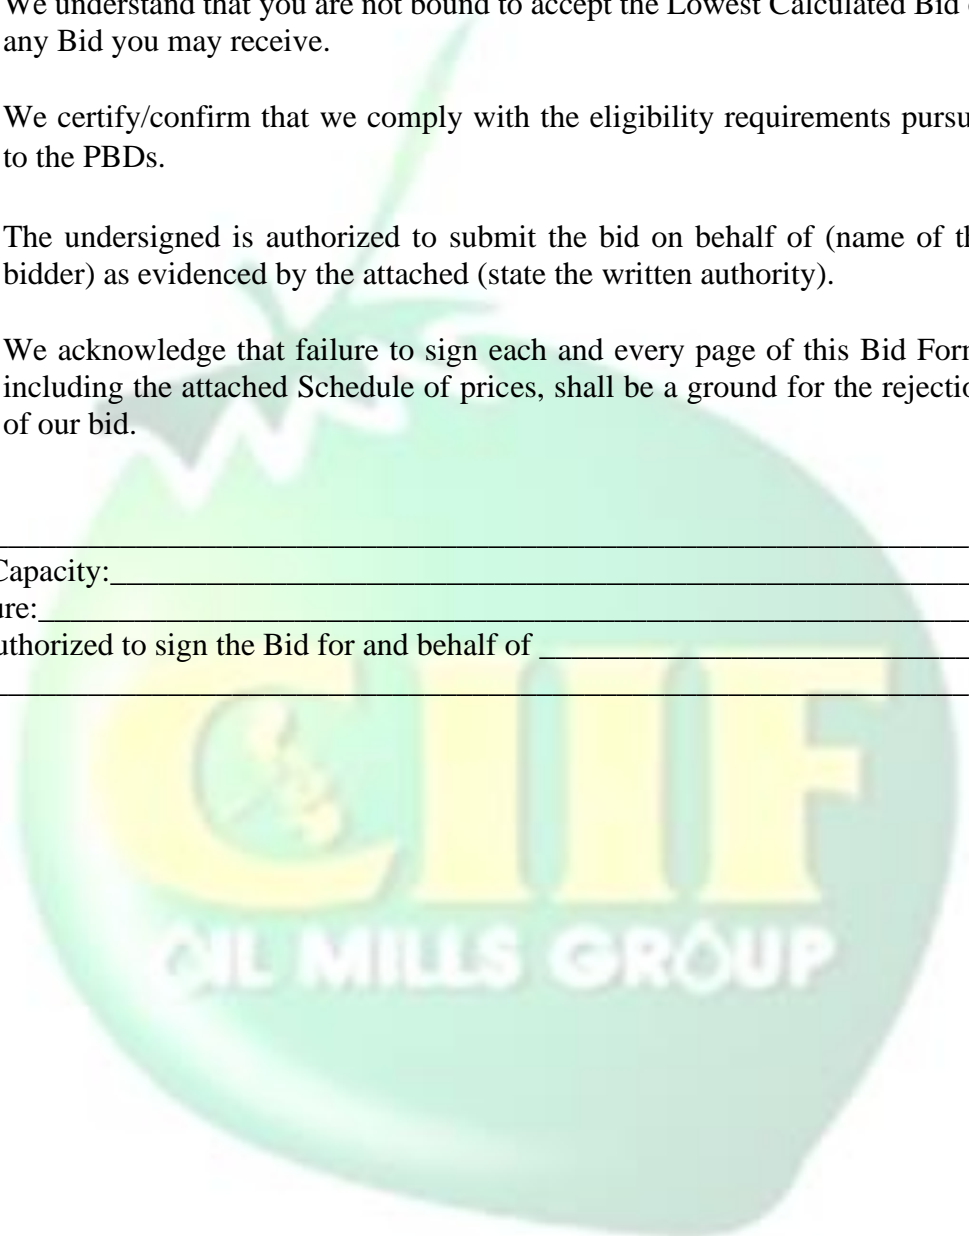 We understand that you are not bound to accept the Lowest Calculated Bid
any Bid you may receive.
We certify/confirm that we comply with the eligibility requirements pursu
to the PBDs.
The undersigned is authorized to submit the bid on behalf of (name of th
bidder) as evidenced by the attached (state the written authority).
We acknowledge that failure to sign each and every page of this Bid Form
including the attached Schedule of prices, shall be a ground for the rejectio
of our bid.
____________________________________________________________
Capacity:______________________________________________________
ure:___________________________________________________________
uthorized to sign the Bid for and behalf of ___________________________
____________________________________________________________
CIIF
OIL MILLS GROUP